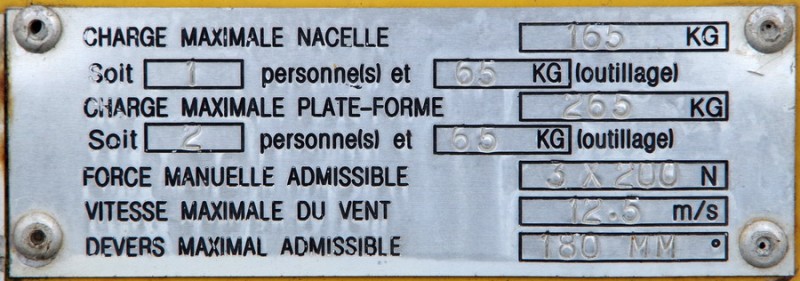 CHARGE MAXIMALE NACELLE 165 KG
Soit 1 personne(s) et 65 KG (outillage)
CHARGE MAXIMALE PLATE-FORME 265 KG
Soit 2 personne(s) et 65 KG (outillage)
FORCE MANUELLE ADMISSIBLE 3 X 200 N
VITESSE MAXIMALE DU VENT 12.5 m/s
DEVERS MAXIMAL ADMISSIBLE 180 MM °